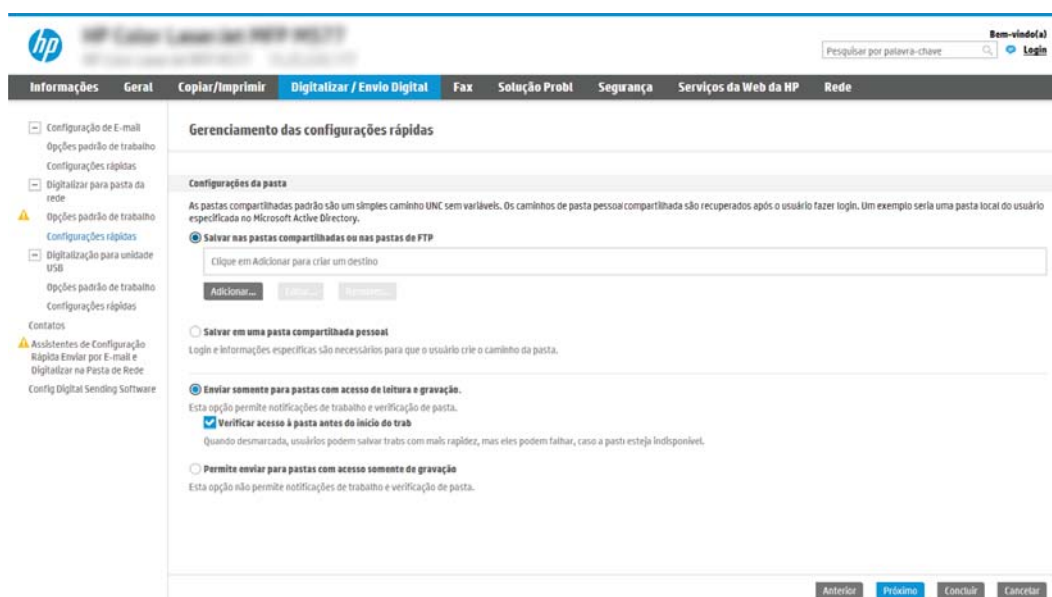 hp
Bem-vindo(a)
Pesquisar por palavra-chave
Login
Informações Geral Copiar/Imprimir Digitalizar / Envio Digital Fax Solução Probl Segurança Serviços da Web da HP Rede
Configuração de E-mail
Opções padrão de trabalho
Configurações rápidas
Digitalizar para pasta da
rede
Opções padrão de trabalho
Configurações rápidas
Digitalização para unidade
USB
Opções padrão de trabalho
Configurações rápidas
Contatos
Assistentes de Configuração
Rápida Enviar por E-mail e
Digitalizar na Pasta de Rede
Config Digital Sending Software
Gerenciamento das configurações rápidas
Configurações da pasta
As pastas compartilhadas padrão são um simples caminho UNC sem variáveis. Os caminhos de pasta pessoal compartilhada são recuperados após o usuário fazer login. Um exemplo seria uma pasta local do usuário
especificada no Microsoft Active Directory.
Salvar nas pastas compartilhadas ou nas pastas de FTP
Clique em Adicionar para criar um destino
Adicionar...
Salvar em uma pasta compartilhada pessoal
Login e informações específicas são necessários para que o usuário crie o caminho da pasta.
Enviar somente para pastas com acesso de leitura e gravação.
Esta opção permite notificações de trabalho e verificação de pasta.
Verificar acesso à pasta antes do início do trab
Quando desmarcada, usuários podem salvar trabs com mais rapidez, mas eles podem falhar, caso a pasta esteja indisponível.
Permite enviar para pastas com acesso somente de gravação
Esta opção não permite notificações de trabalho e verificação de pasta.
Anterior Próximo Concluir Cancelar